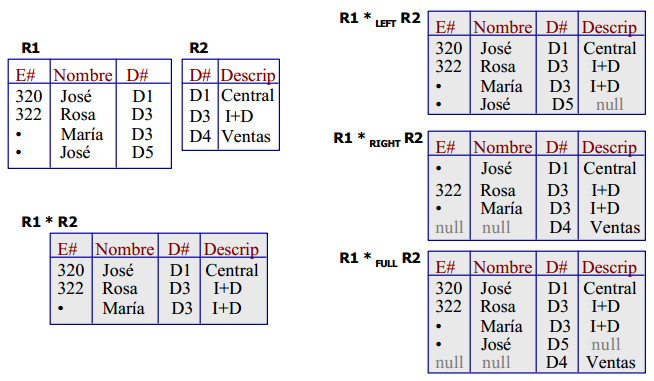 R1
E# Nombre D#
320 José D1
322 Rosa D3
• María D3
• José D5
R2
D# Descrip
D1 Central
D3 I+D
D4 Ventas
R1 * R2
E# Nombre D# Descrip
320 José D1 Central
322 Rosa D3 I+D
• María D3 I+D
R1 * LEFT R2
E# Nombre D# Descrip
320 José D1 Central
322 Rosa D3 I+D
• María D3 I+D
• José D5 null
R1 * RIGHT R2
E# Nombre D# Descrip
• José D1 Central
322 Rosa D3 I+D
• María D3 I+D
null null D4 Ventas
R1 * FULL R2
E# Nombre D# Descrip
320 José D1 Central
322 Rosa D3 I+D
• María D3 I+D
• José D5 null
null null D4 Ventas